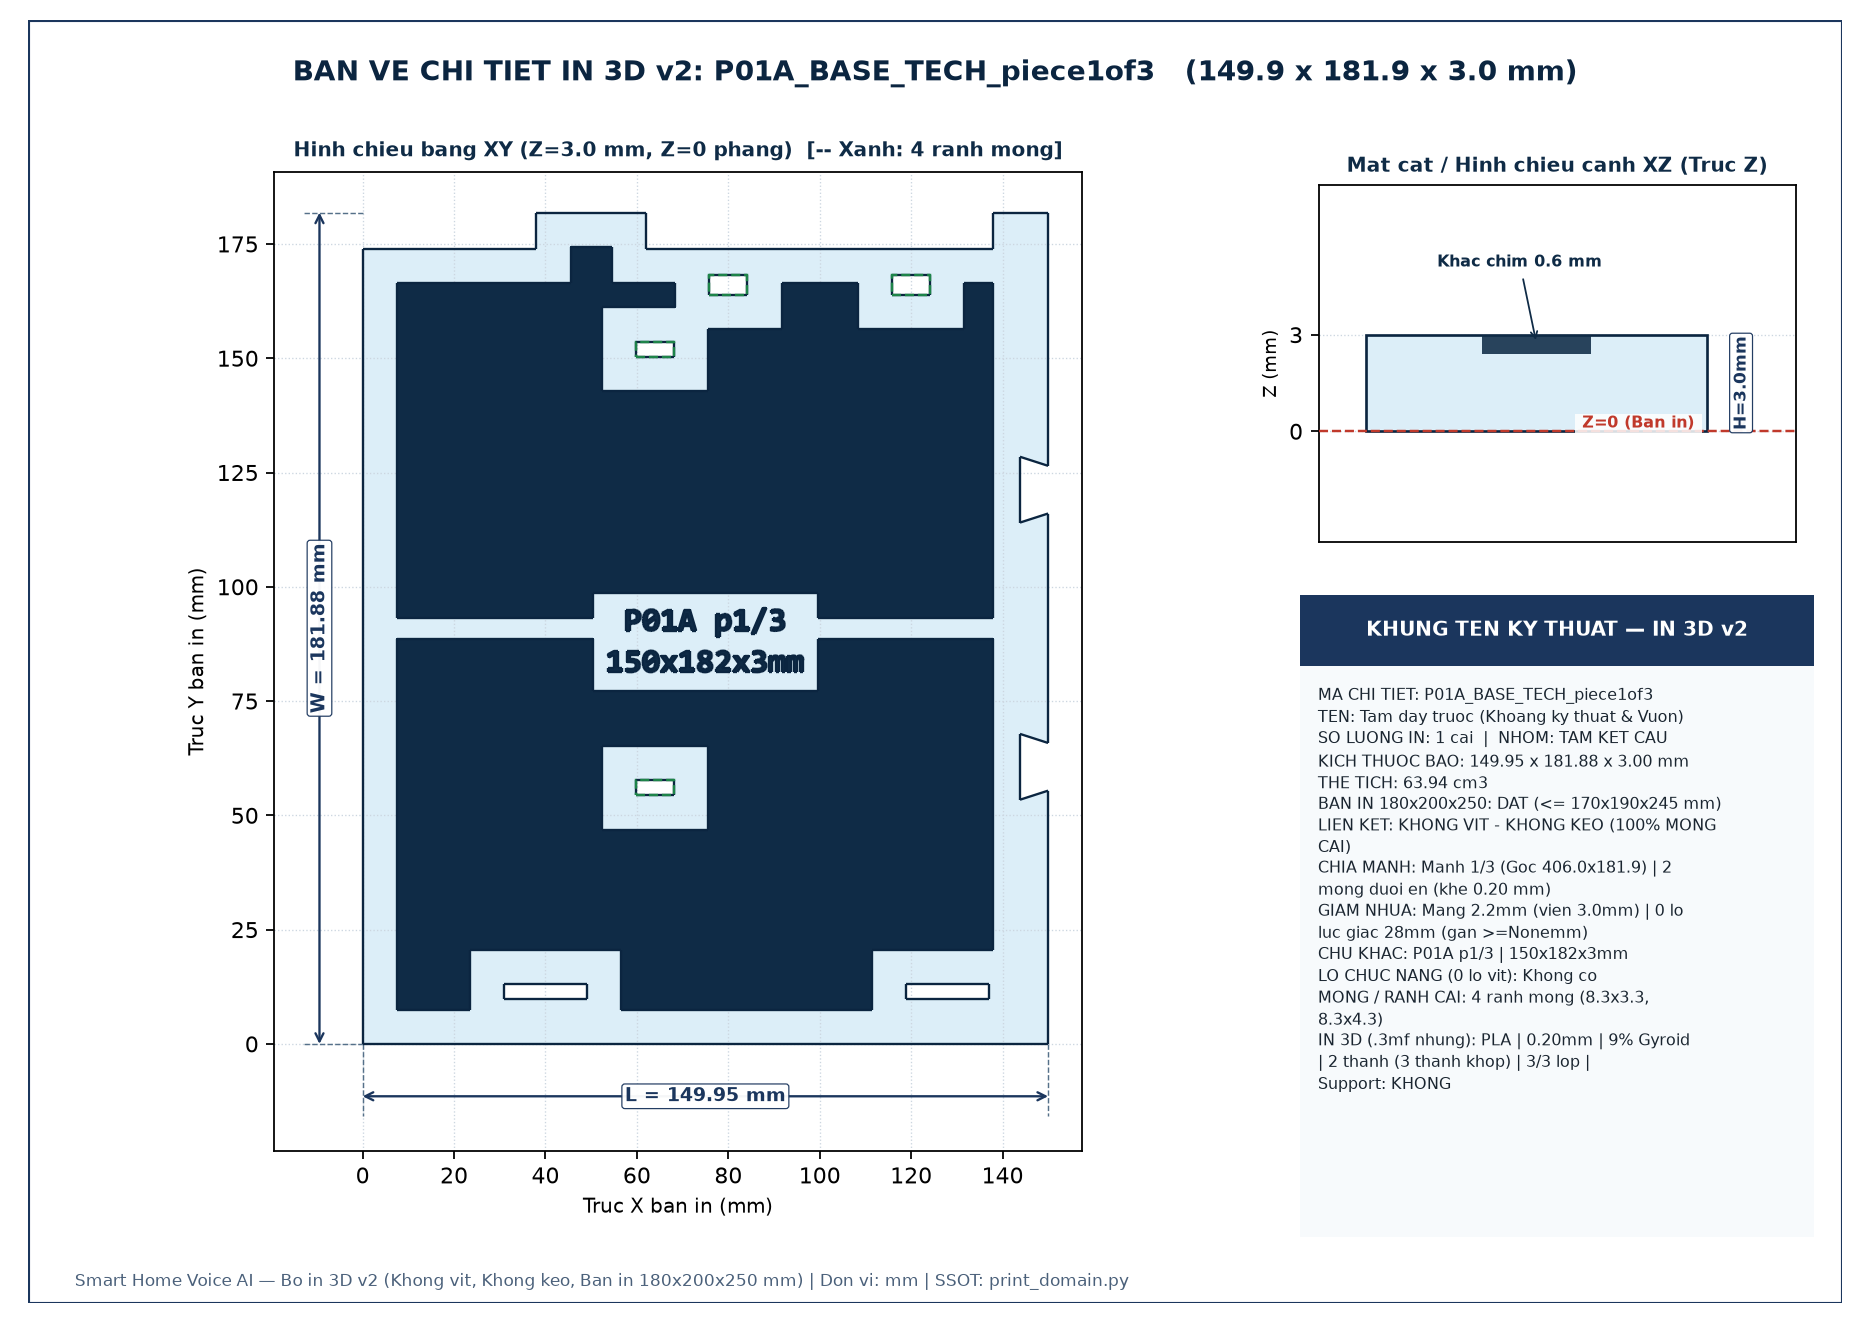 BAN VE CHI TIET IN 3D v2: P01A_BASE_TECH_piece1of3   (149.9 x 181.9 x 3.0 mm)
Hinh chieu bang XY (Z=3.0 mm, Z=0 phang)  [-- Xanh: 4 ranh mong]
175
150
125
100
75
50
25
0
Truc Y ban in (mm)
W = 181.88 mm
P01A p1/3
150x182x3mm
L = 149.95 mm
0 20 40 60 80 100 120 140
Truc X ban in (mm)
Mat cat / Hinh chieu canh XZ (Truc Z)
Khac chim 0.6 mm
3
0
Z (mm)
Z=0 (Ban in)
H=3.0mm
KHUNG TEN KY THUAT — IN 3D v2
MA CHI TIET: P01A_BASE_TECH_piece1of3
TEN: Tam day truoc (Khoang ky thuat & Vuon)
SO LUONG IN: 1 cai  |  NHOM: TAM KET CAU
KICH THUOC BAO: 149.95 x 181.88 x 3.00 mm
THE TICH: 63.94 cm3
BAN IN 180x200x250: DAT (<= 170x190x245 mm)
LIEN KET: KHONG VIT - KHONG KEO (100% MONG
CAI)
CHIA MANH: Manh 1/3 (Goc 406.0x181.9) | 2
mong duoi en (khe 0.20 mm)
GIAM NHUA: Mang 2.2mm (vien 3.0mm) | 0 lo
luc giac 28mm (gan >=Nonemm)
CHU KHAC: P01A p1/3 | 150x182x3mm
LO CHUC NANG (0 lo vit): Khong co
MONG / RANH CAI: 4 ranh mong (8.3x3.3,
8.3x4.3)
IN 3D (.3mf nhung): PLA | 0.20mm | 9% Gyroid
| 2 thanh (3 thanh khop) | 3/3 lop |
Support: KHONG
Smart Home Voice AI — Bo in 3D v2 (Khong vit, Khong keo, Ban in 180x200x250 mm) | Don vi: mm | SSOT: print_domain.py